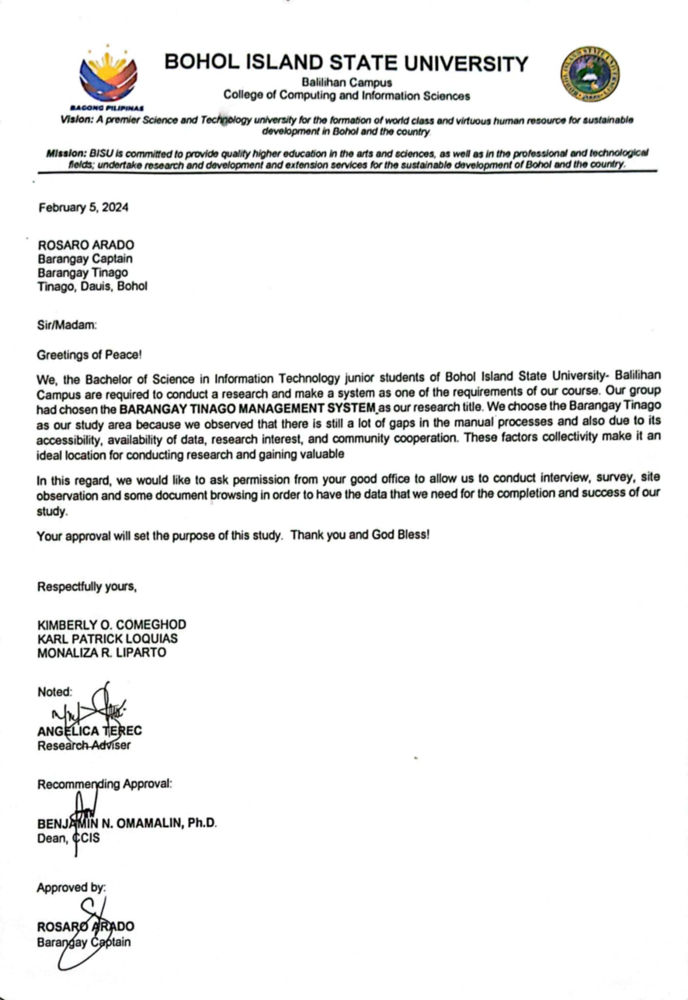 BOHOL ISLAND STATE UNIVERSITY
Balilihan Campus
College of Computing and Information Sciences
BAGONG PILIPINAS
Vision: A premier Science and Technology university for the formation of world class and virtuous human resource for sustainable
development in Bohol and the country.
Mission: BISU is committed to provide quality higher education in the arts and sciences, as well as in the professional and technological
fields; undertake research and development and extension services for the sustainable development of Bohol and the country.
February 5, 2024
ROSARO ARADO
Barangay Captain
Barangay Tinago
Tinago, Dauis, Bohol
Sir/Madam:
Greetings of Peace!
We, the Bachelor of Science in Information Technology junior students of Bohol Island State University- Balilihan
Campus are required to conduct a research and make a system as one of the requirements of our course. Our group
had chosen the BARANGAY TINAGO MANAGEMENT SYSTEM as our research title. We choose the Barangay Tinago
as our study area because we observed that there is still a lot of gaps in the manual processes and also due to its
accessibility, availability of data, research interest, and community cooperation. These factors collectivity make it an
ideal location for conducting research and gaining valuable
In this regard, we would like to ask permission from your good office to allow us to conduct interview, survey, site
observation and some document browsing in order to have the data that we need for the completion and success of our
study.
Your approval will set the purpose of this study. Thank you and God Bless!
Respectfully yours,
KIMBERLY O. COMEGHOD
KARL PATRICK LOQUIAS
MONALIZA R. LIPARTO
Noted:
ANGELICA TEREC
Research Adviser
Recommending Approval:
BENJAMIN N. OMAMALIN, Ph.D.
Dean, CCIS
Approved by:
ROSARO ARADO
Barangay Captain